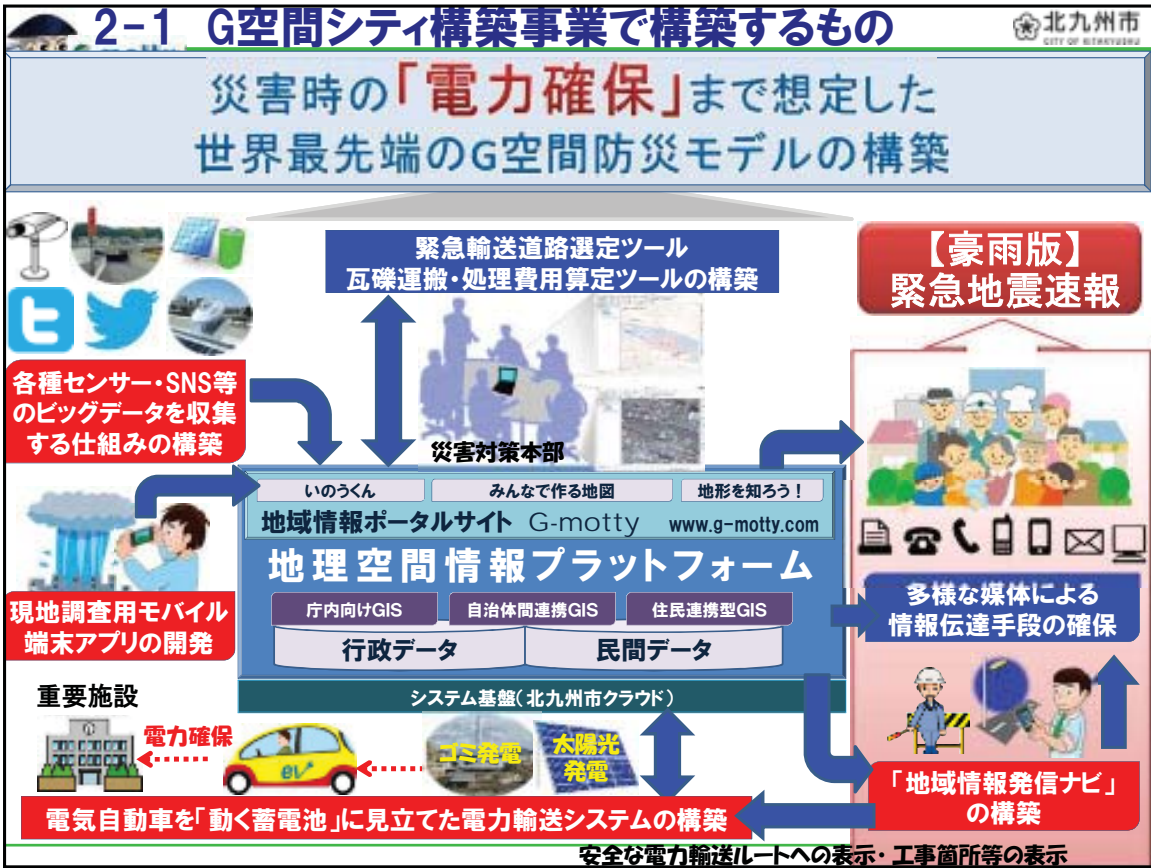 2-1 G空間シティ構築事業で構築するもの
北九州市
CITY OF KITAKYUSHU
災害時の「電力確保」まで想定した
世界最先端のG空間防災モデルの構築
緊急輸送道路選定ツール
瓦礫運搬・処理費用算定ツールの構築
【豪雨版】
緊急地震速報
各種センサー・SNS等
のビッグデータを収集
する仕組みの構築
災害対策本部
いのうくん
みんなで作る地図
地形を知ろう！
地域情報ポータルサイト G-motty www.g-motty.com
地理空間情報プラットフォーム
庁内向けGIS
自治体間連携GIS
住民連携型GIS
行政データ
民間データ
システム基盤(北九州市クラウド)
現地調査用モバイル
端末アプリの開発
多様な媒体による
情報伝達手段の確保
重要施設
電力確保
ev
ゴミ発電
太陽光
発電
「地域情報発信ナビ」
の構築
電気自動車を「動く蓄電池」に見立てた電力輸送システムの構築
安全な電力輸送ルートへの表示・工事箇所等の表示